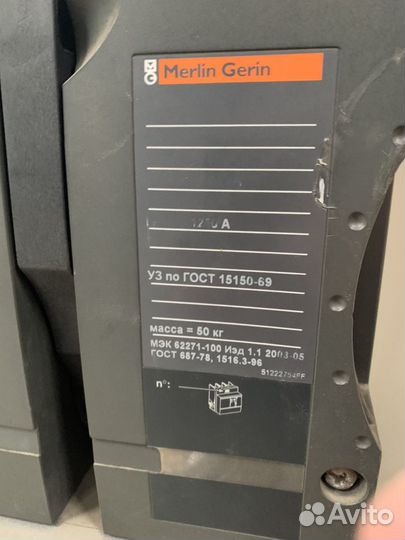 Merlin Gerin
A
УЗ по ГОСТ 15150-69
масса = 50 кг
МЭК 62271-100 Изд 1.1 2003-05
ГОСТ 687-78, 1516.3-96
n°:
Avito